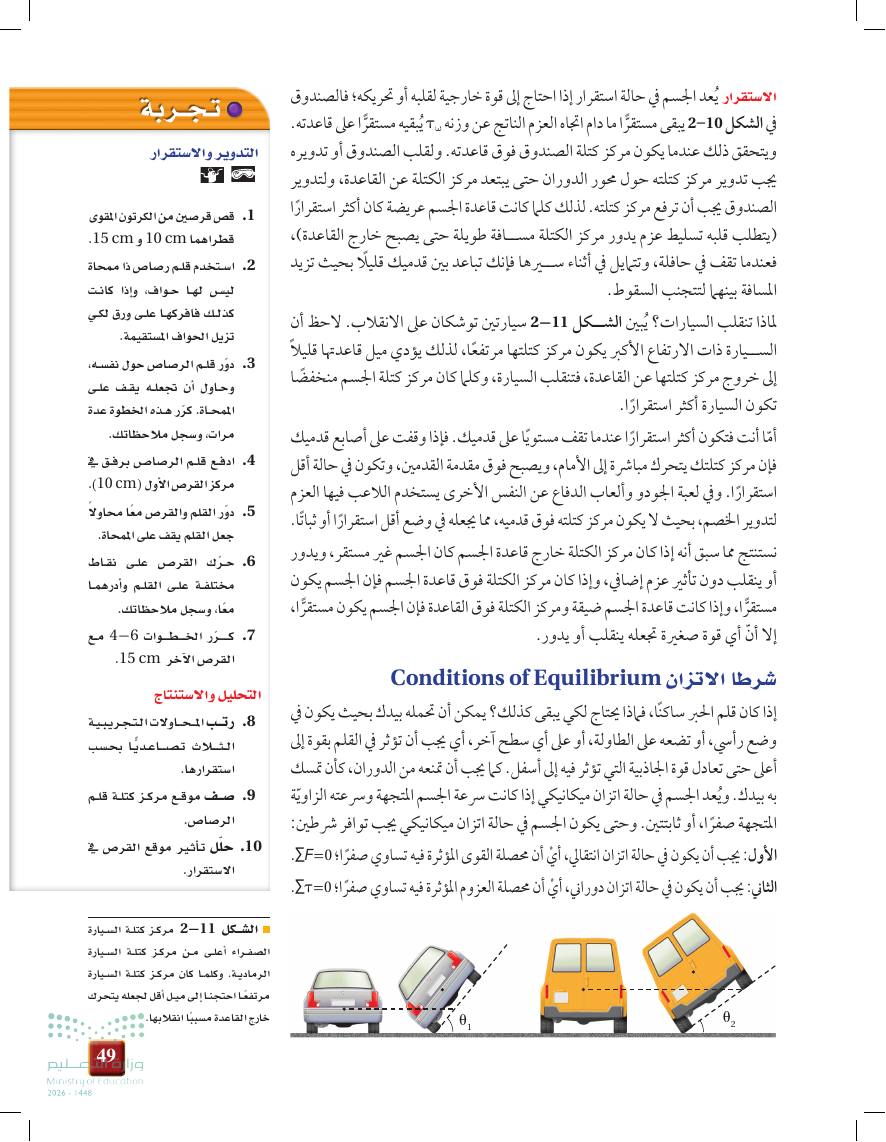 الاستقرار يُعد الجسم في حالة استقرار إذا احتاج إلى قوة خارجية لقلبه أو تحريكه؛ فالصندوق
في الشكل 10–2 يبقى مستقرًّا ما دام اتجاه العزم الناتج عن وزنه τw يُبقيه مستقرًّا على قاعدته.
ويتحقق ذلك عندما يكون مركز كتلة الصندوق فوق قاعدته. ولقلب الصندوق أو تدويره
يجب تدوير مركز كتلته حول محور الدوران حتى يبتعد مركز الكتلة عن القاعدة، ولتدوير
الصندوق يجب أن ترفع مركز كتلته. لذلك كلما كانت قاعدة الجسم عريضة كان أكثر استقرارًا
(يتطلب قلبه تسليط عزم يدور مركز الكتلة مسافة طويلة حتى يصبح خارج القاعدة)،
فعندما تقف في حافلة، وتتمايل في أثناء سيرها فإنك تباعد بين قدميك قليلًا بحيث تزيد
المسافة بينهما لتتجنب السقوط.
لماذا تنقلب السيارات؟ يُبين الشكل 11–2 سيارتين توشكان على الانقلاب. لاحظ أن
السيارة ذات الارتفاع الأكبر يكون مركز كتلتها مرتفعًا، لذلك يؤدي ميل قاعدتها قليلاً
إلى خروج مركز كتلتها عن القاعدة، فتنقلب السيارة، وكلما كان مركز كتلة الجسم منخفضًا
تكون السيارة أكثر استقرارًا.
أمّا أنت فتكون أكثر استقرارًا عندما تقف مستويًا على قدميك. فإذا وقفت على أصابع قدميك
فإن مركز كتلتك يتحرك مباشرة إلى الأمام، ويصبح فوق مقدمة القدمين، وتكون في حالة أقل
استقرارًا. وفي لعبة الجودو وألعاب الدفاع عن النفس الأخرى يستخدم اللاعب فيها العزم
لتدوير الخصم، بحيث لا يكون مركز كتلته فوق قدميه، مما يجعله في وضع أقل استقرارًا أو ثباتًا.
نستنتج مما سبق أنه إذا كان مركز الكتلة خارج قاعدة الجسم كان الجسم غير مستقر، ويدور
أو ينقلب دون تأثير عزم إضافي، وإذا كان مركز الكتلة فوق قاعدة الجسم فإن الجسم يكون
مستقرًّا، وإذا كانت قاعدة الجسم ضيقة ومركز الكتلة فوق القاعدة فإن الجسم يكون مستقرًّا،
إلا أنّ أي قوة صغيرة تجعله ينقلب أو يدور.
شرطا الاتزان Conditions of Equilibrium
إذا كان قلم الحبر ساكنًا، فماذا يحتاج لكي يبقى كذلك؟ يمكن أن تحمله بيدك بحيث يكون في
وضع رأسي، أو تضعه على الطاولة، أو على أي سطح آخر، أي يجب أن تؤثر في القلم بقوة إلى
أعلى حتى تعادل قوة الجاذبية التي تؤثر فيه إلى أسفل. كما يجب أن تمنعه من الدوران، كأن تمسك
به بيدك. ويُعد الجسم في حالة اتزان ميكانيكي إذا كانت سرعة الجسم المتجهة وسرعته الزاويّة
المتجهة صفرًا، أو ثابتتين. وحتى يكون الجسم في حالة اتزان ميكانيكي يجب توافر شرطين:
الأول: يجب أن يكون في حالة اتزان انتقالي، أيْ أن محصلة القوى المؤثرة فيه تساوي صفرًا؛ ΣF=0.
الثاني: يجب أن يكون في حالة اتزان دوراني، أيْ أن محصلة العزوم المؤثرة فيه تساوي صفرًا؛ Στ=0.
θ1
θ2
تجربة
التدوير والاستقرار
1. قص قرصين من الكرتون المقوى
قطراهما 10 cm و 15 cm.
2. استخدم قلم رصاص ذا ممحاة
ليس لها حواف، وإذا كانت
كذلك فافركها على ورق لكي
تزيل الحواف المستقيمة.
3. دوّر قلم الرصاص حول نفسه،
وحاول أن تجعله يقف على
الممحاة. كرّر هذه الخطوة عدة
مرات، وسجل ملاحظاتك.
4. ادفع قلم الرصاص برفق في
مركز القرص الأول (10 cm).
5. دوّر القلم والقرص معًا محاولاً
جعل القلم يقف على الممحاة.
6. حرّك القرص على نقاط
مختلفة على القلم وأدرهما
معًا، وسجل ملاحظاتك.
7. كرّر الخطوات 6–4 مع
القرص الآخر 15 cm.
التحليل والاستنتاج
8. رتب المحاولات التجريبية
الثلاث تصاعديًّا بحسب
استقرارها.
9. صف موقع مركز كتلة قلم
الرصاص.
10. حلّل تأثير موقع القرص في
الاستقرار.
الشكل 11–2 مركز كتلة السيارة
الصفراء أعلى من مركز كتلة السيارة
الرمادية. وكلما كان مركز كتلة السيارة
مرتفعًا احتجنا إلى ميل أقل لجعله يتحرك
خارج القاعدة مسببًا انقلابها.
49
وزارة التعليم
Ministry of Education
2026 - 1448